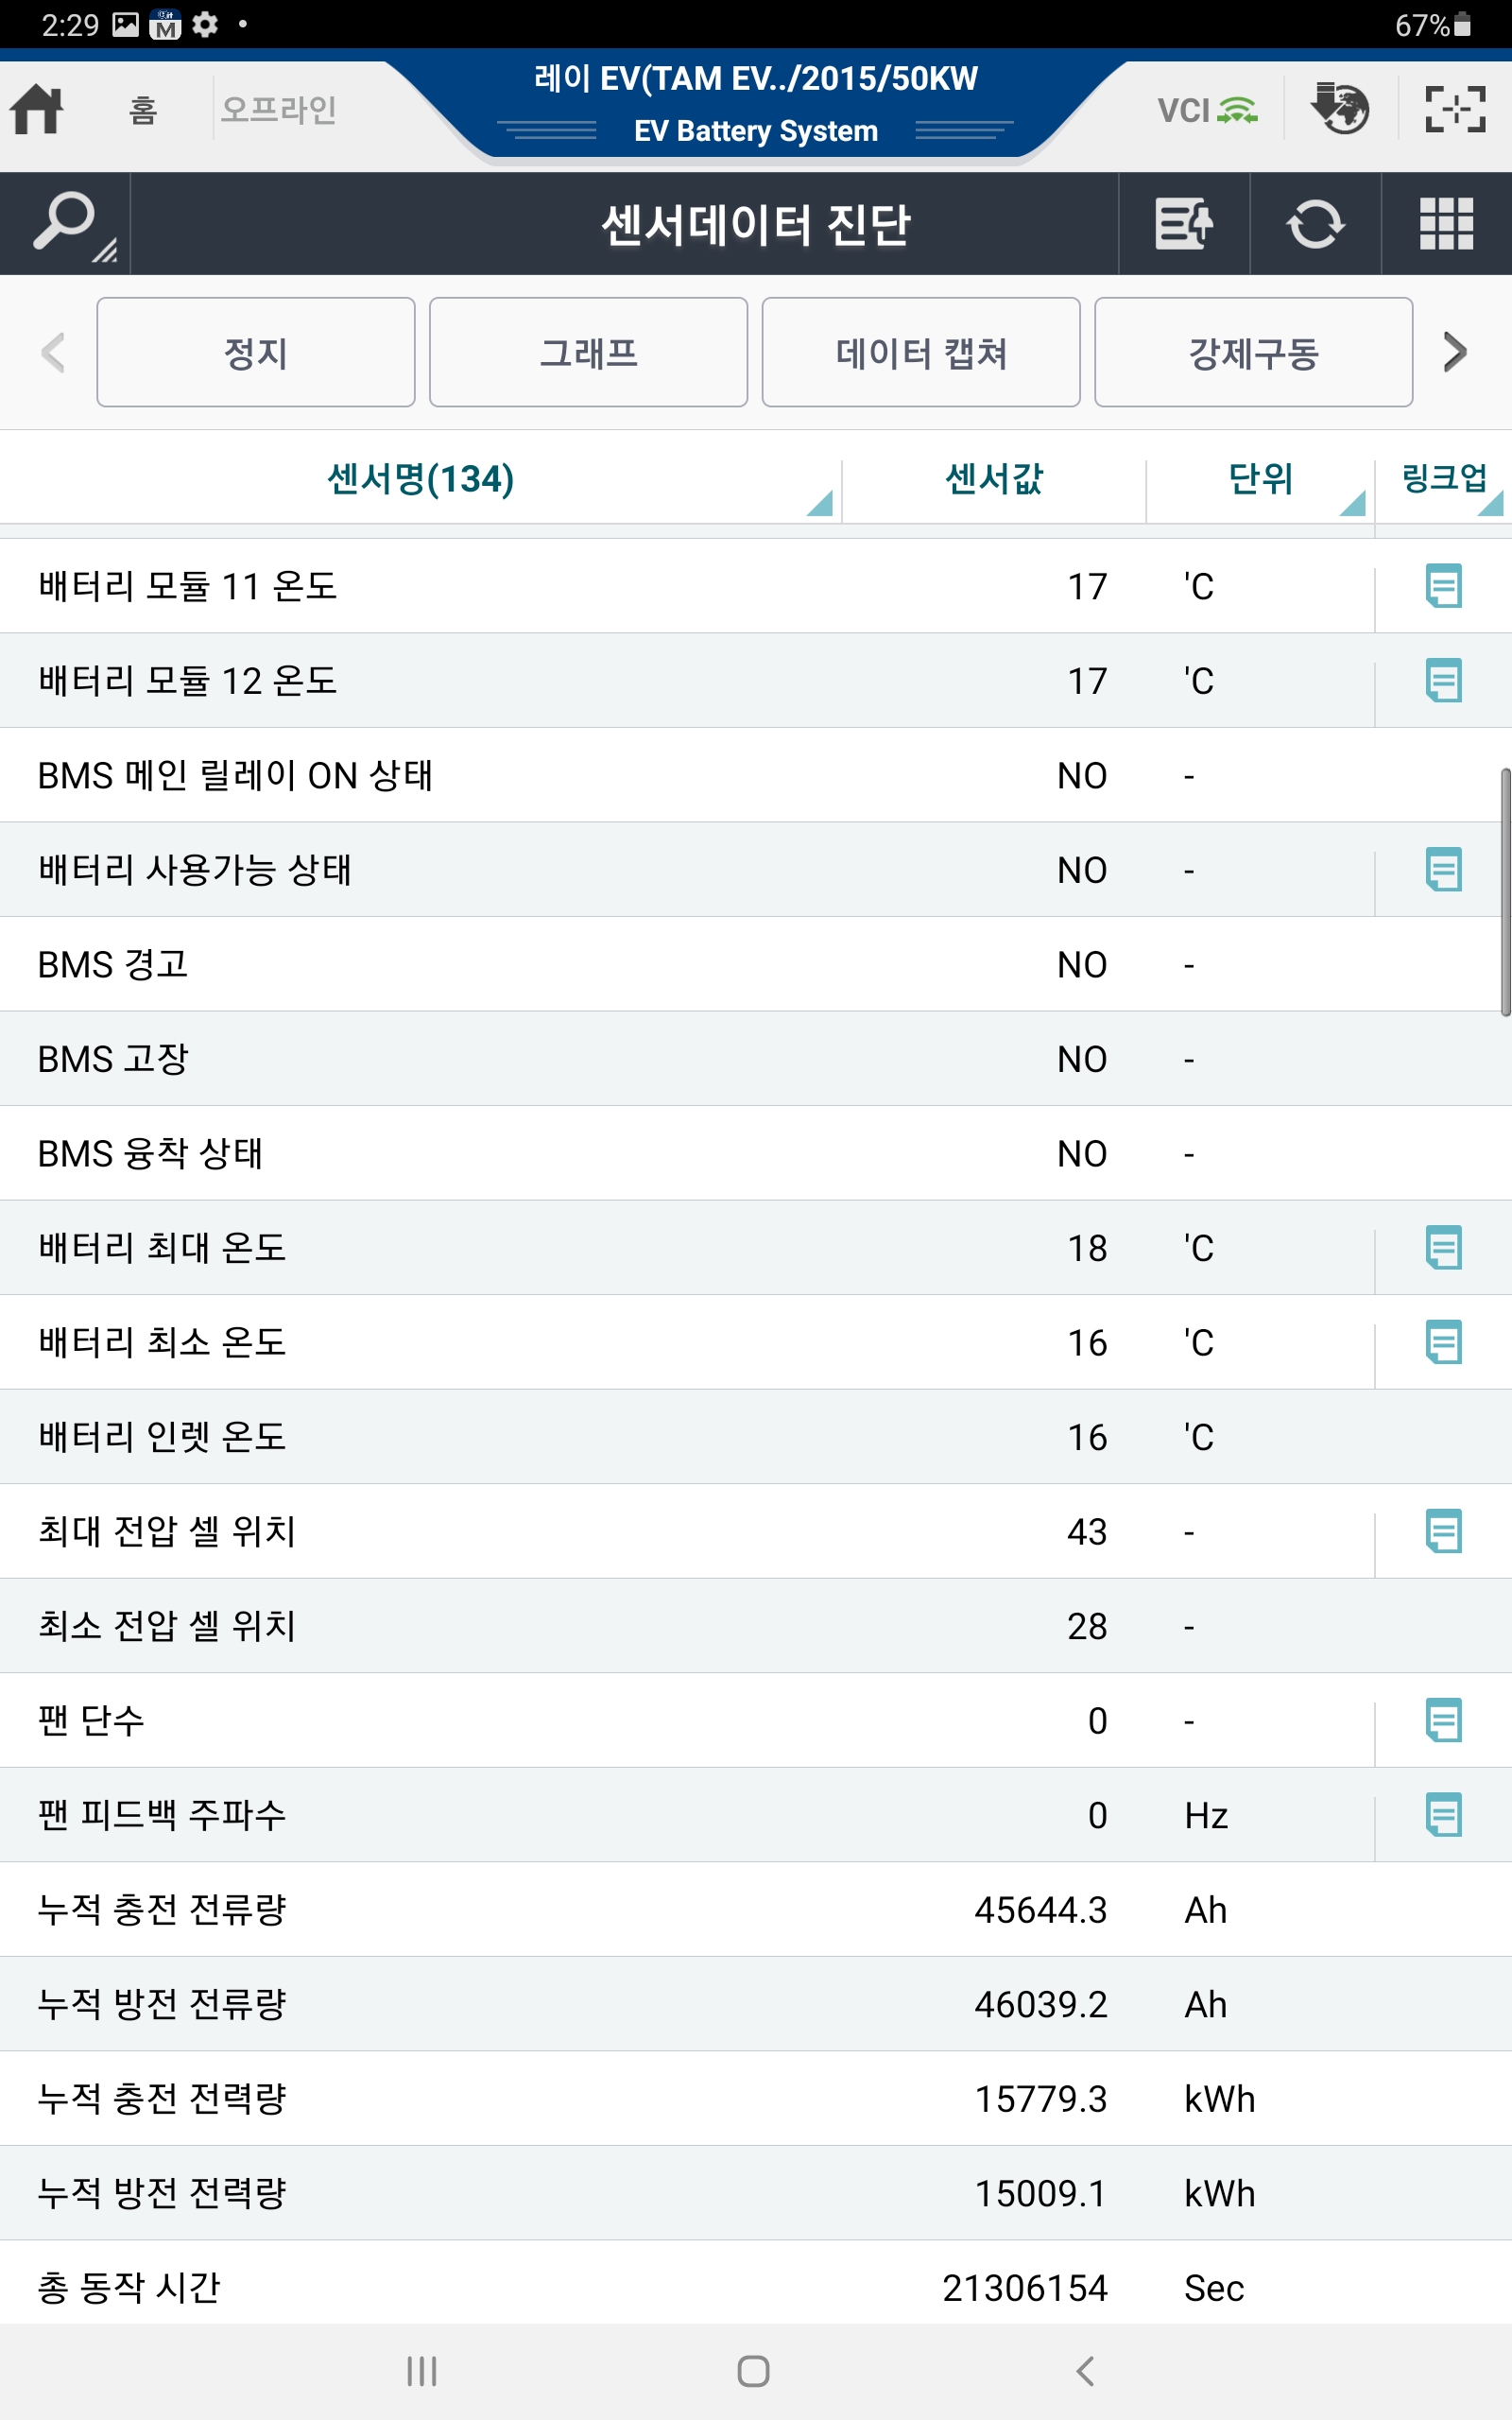 2:29
67%
홈
오프라인
레이 EV(TAM EV../2015/50KW
EV Battery System
VCI
센서데이터 진단
정지
그래프
데이터 캡쳐
강제구동
센서명(134) 센서값 단위 링크업
배터리 모듈 11 온도 17 'C
배터리 모듈 12 온도 17 'C
BMS 메인 릴레이 ON 상태 NO -
배터리 사용가능 상태 NO -
BMS 경고 NO -
BMS 고장 NO -
BMS 융착 상태 NO -
배터리 최대 온도 18 'C
배터리 최소 온도 16 'C
배터리 인렛 온도 16 'C
최대 전압 셀 위치 43 -
최소 전압 셀 위치 28 -
팬 단수 0 -
팬 피드백 주파수 0 Hz
누적 충전 전류량 45644.3 Ah
누적 방전 전류량 46039.2 Ah
누적 충전 전력량 15779.3 kWh
누적 방전 전력량 15009.1 kWh
총 동작 시간 21306154 Sec